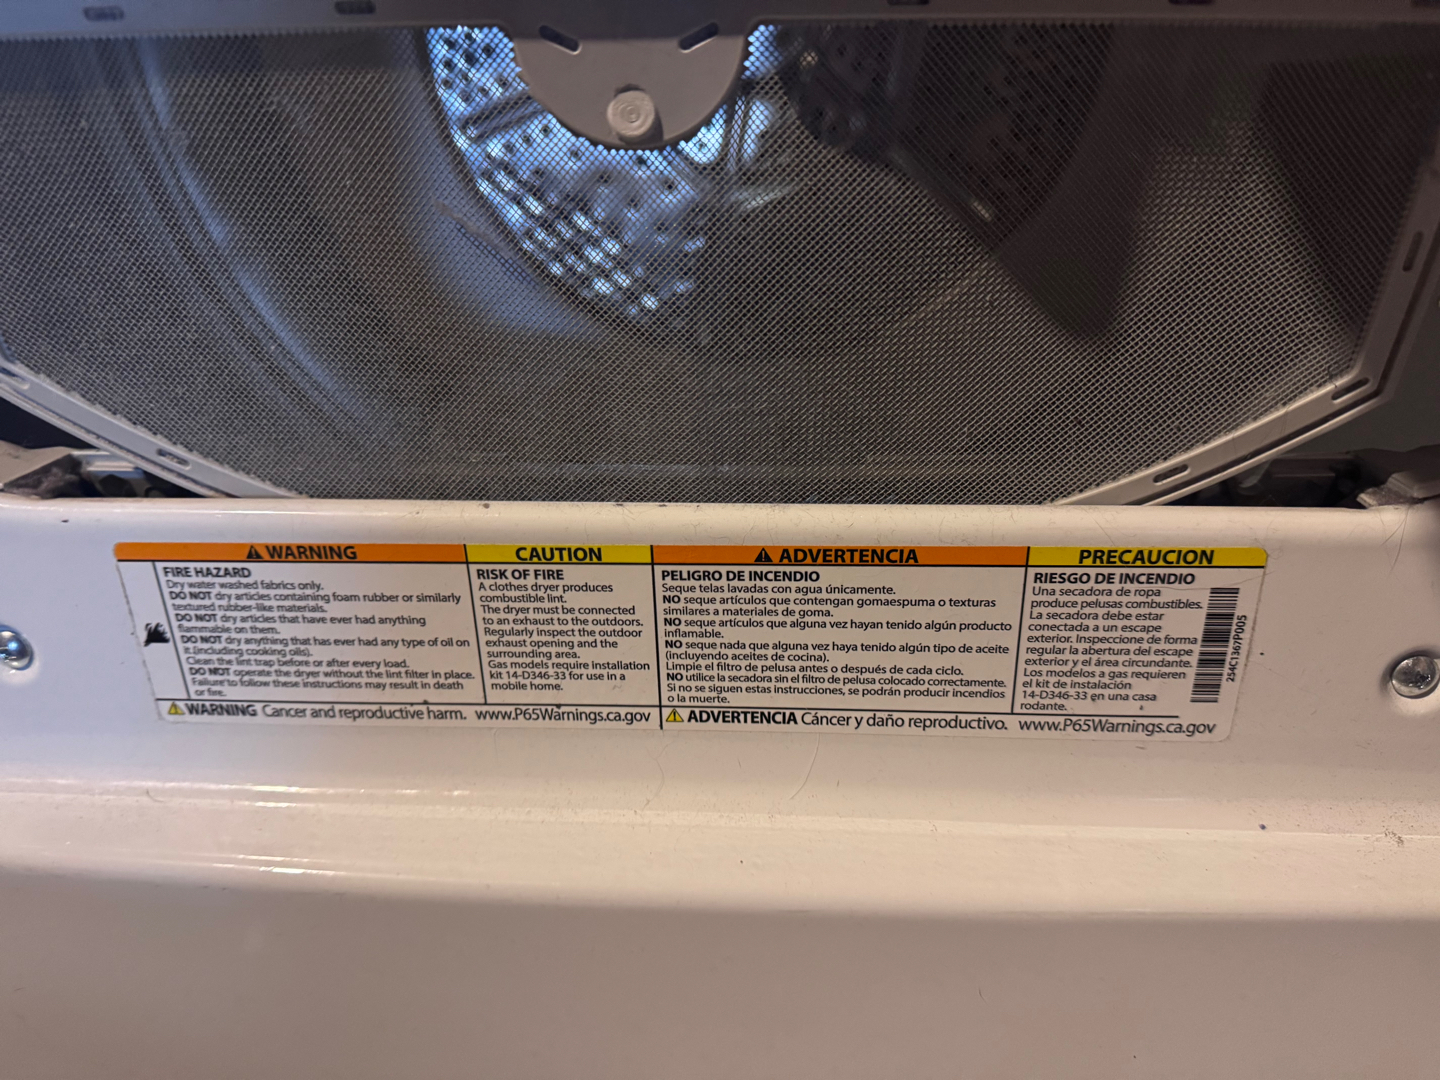 WARNING
FIRE HAZARD
Dry water washed fabrics only.
DO NOT dry articles containing foam rubber or similarly
textured rubber-like materials.
DO NOT dry articles that have ever had anything
flammable on them.
DO NOT dry anything that has ever had any type of oil on
it (including cooking oils).
Clean the lint trap before or after every load.
DO NOT operate the dryer without the lint filter in place.
Failure to follow these instructions may result in death
or fire.
CAUTION
RISK OF FIRE
A clothes dryer produces
combustible lint.
The dryer must be connected
to an exhaust to the outdoors.
Regularly inspect the outdoor
exhaust opening and the
surrounding area.
Gas models require installation
kit 14-D346-33 for use in a
mobile home.
WARNING Cancer and reproductive harm. www.P65Warnings.ca.gov
ADVERTENCIA
PELIGRO DE INCENDIO
Seque telas lavadas con agua únicamente.
NO seque artículos que contengan gomaespuma o texturas
similares a materiales de goma.
NO seque artículos que alguna vez hayan tenido algún producto
inflamable.
NO seque nada que alguna vez haya tenido algún tipo de aceite
(incluyendo aceites de cocina).
Limpie el filtro de pelusa antes o después de cada ciclo.
NO utilice la secadora sin el filtro de pelusa colocado correctamente.
Si no se siguen estas instrucciones, se podrán producir incendios
o la muerte.
PRECAUCION
RIESGO DE INCENDIO
Una secadora de ropa
produce pelusas combustibles.
La secadora debe estar
conectada a un escape
exterior. Inspeccione de forma
regular la abertura del escape
exterior y el área circundante.
Los modelos a gas requieren
el kit de instalación
14-D346-33 en una casa
rodante.
254C1367P005
ADVERTENCIA Cáncer y daño reproductivo. www.P65Warnings.ca.gov